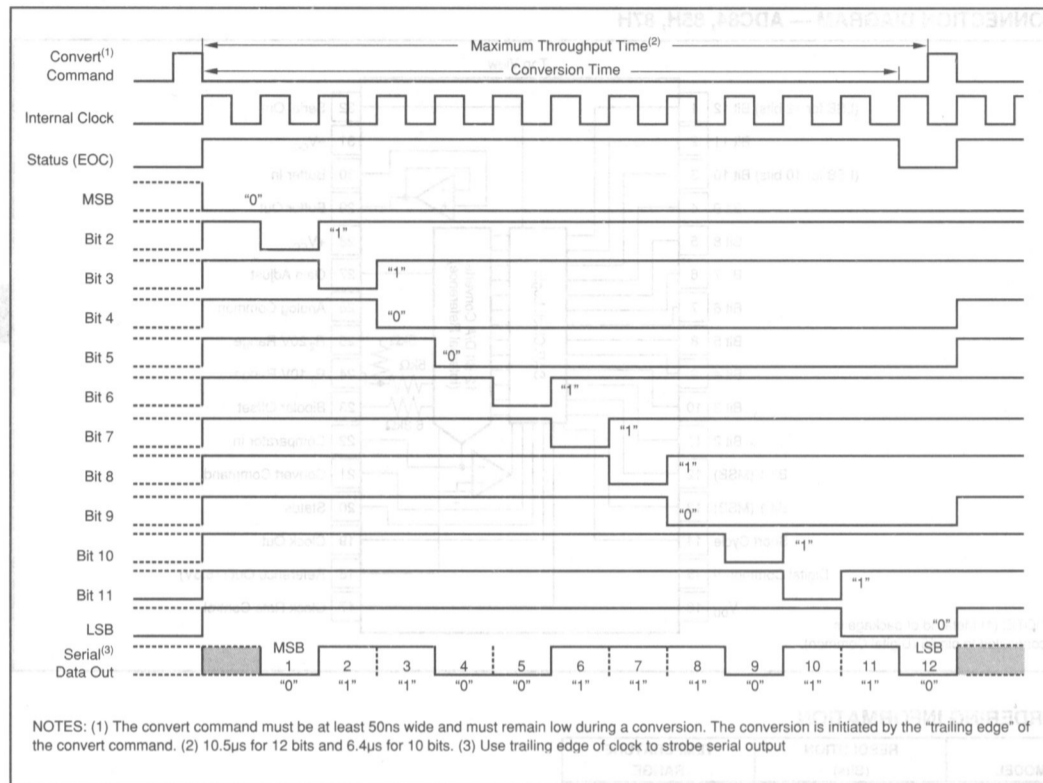 CONNECTION DIAGRAM — ADC84, 85H, 87H
Convert(1) Command
Maximum Throughput Time(2)
Conversion Time
Internal Clock
Status (EOC)
MSB
"0"
Bit 2
"1"
Bit 3
"1"
Bit 4
"0"
Bit 5
"0"
Bit 6
"1"
Bit 7
"1"
Bit 8
"1"
Bit 9
"0"
Bit 10
"1"
Bit 11
"1"
LSB
"0"
Serial(3) Data Out
MSB
LSB
1 2 3 4 5 6 7 8 9 10 11 12
"0" "1" "1" "0" "0" "1" "1" "1" "0" "1" "1" "0"
NOTES: (1) The convert command must be at least 50ns wide and must remain low during a conversion. The conversion is initiated by the "trailing edge" of
the convert command. (2) 10.5μs for 12 bits and 6.4μs for 10 bits. (3) Use trailing edge of clock to strobe serial output